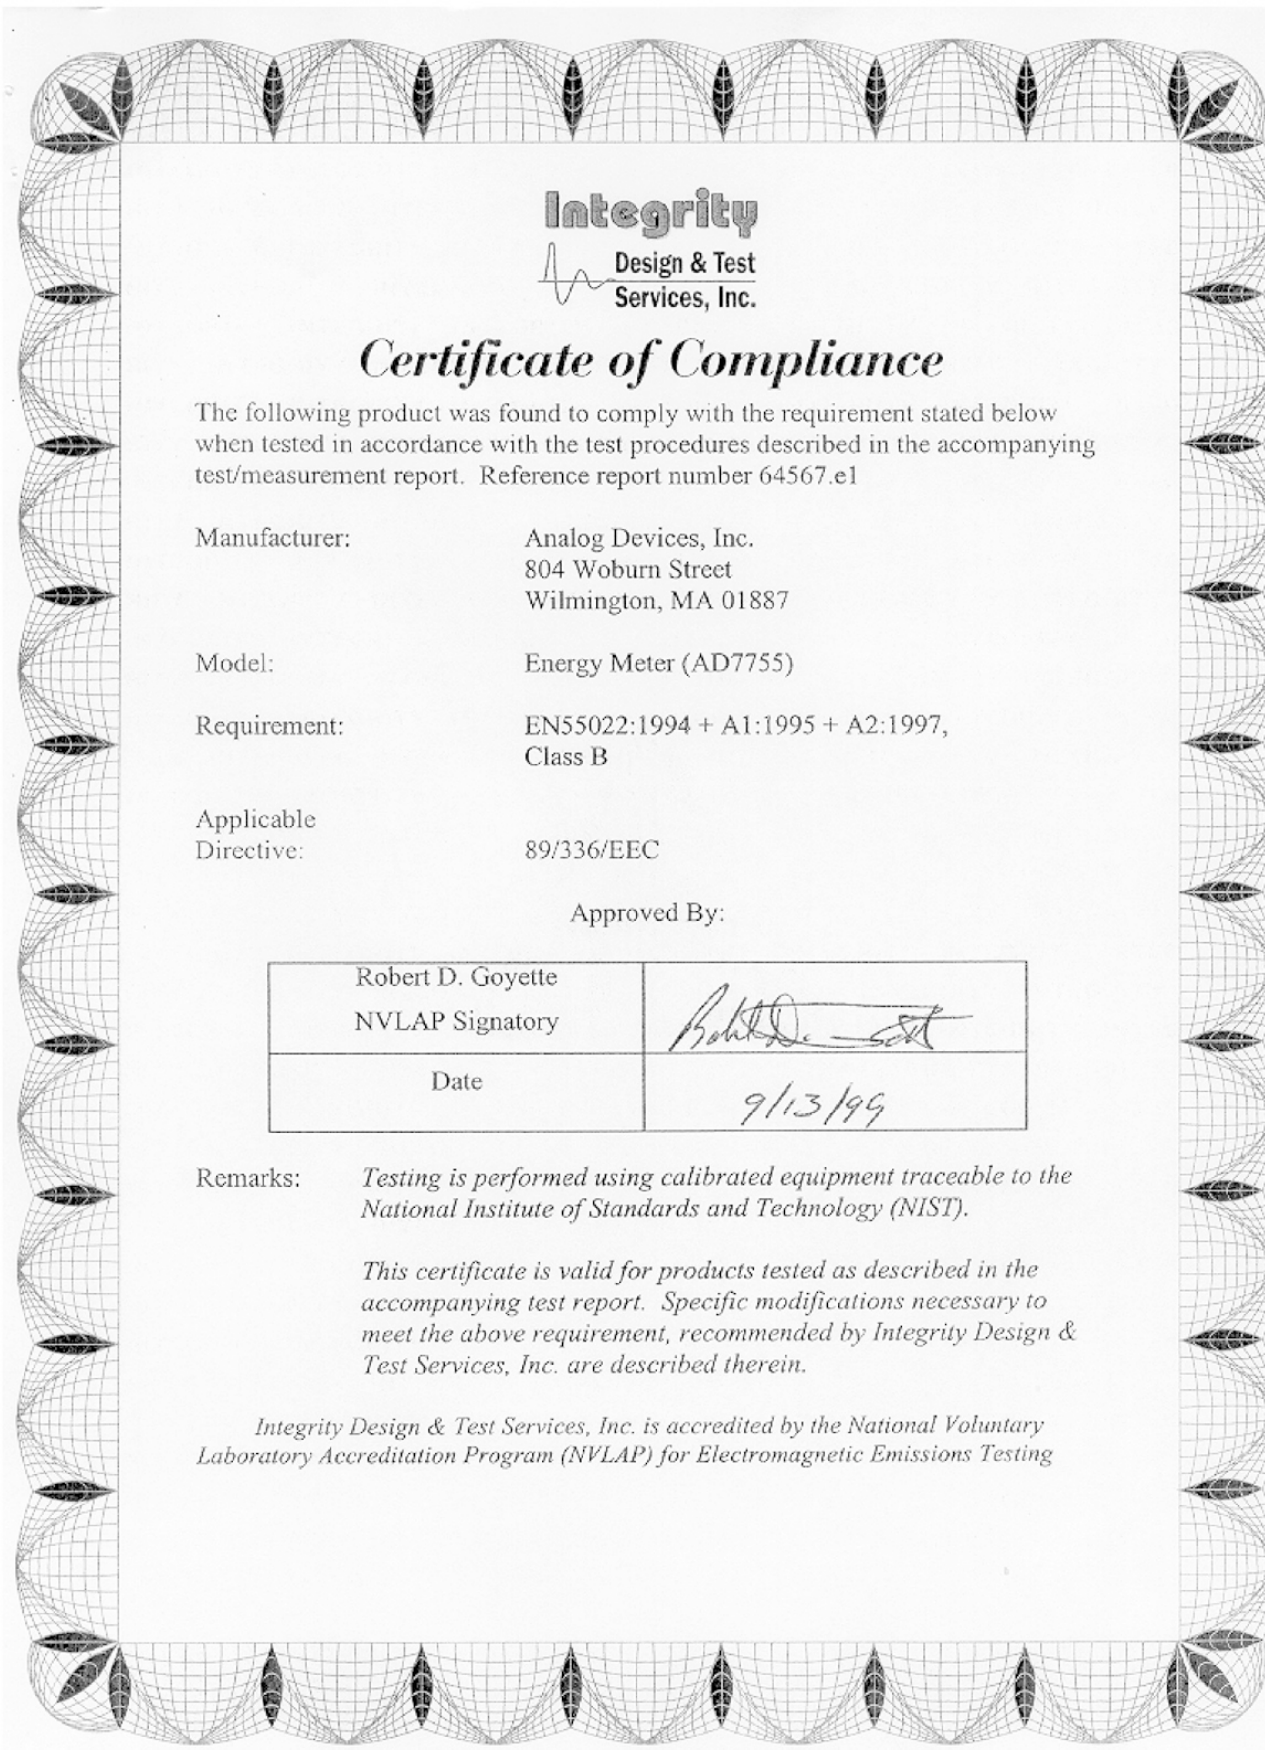 Integrity
Design & Test
Services, Inc.
Certificate of Compliance
The following product was found to comply with the requirement stated below
when tested in accordance with the test procedures described in the accompanying
test/measurement report. Reference report number 64567.e1
Manufacturer:
Analog Devices, Inc.
804 Woburn Street
Wilmington, MA 01887
Model:
Energy Meter (AD7755)
Requirement:
EN55022:1994 + A1:1995 + A2:1997,
Class B
Applicable
Directive:
89/336/EEC
Approved By:
Robert D. Goyette
NVLAP Signatory
Date
9/13/99
Remarks:
Testing is performed using calibrated equipment traceable to the
National Institute of Standards and Technology (NIST).
This certificate is valid for products tested as described in the
accompanying test report. Specific modifications necessary to
meet the above requirement, recommended by Integrity Design &
Test Services, Inc. are described therein.
Integrity Design & Test Services, Inc. is accredited by the National Voluntary
Laboratory Accreditation Program (NVLAP) for Electromagnetic Emissions Testing